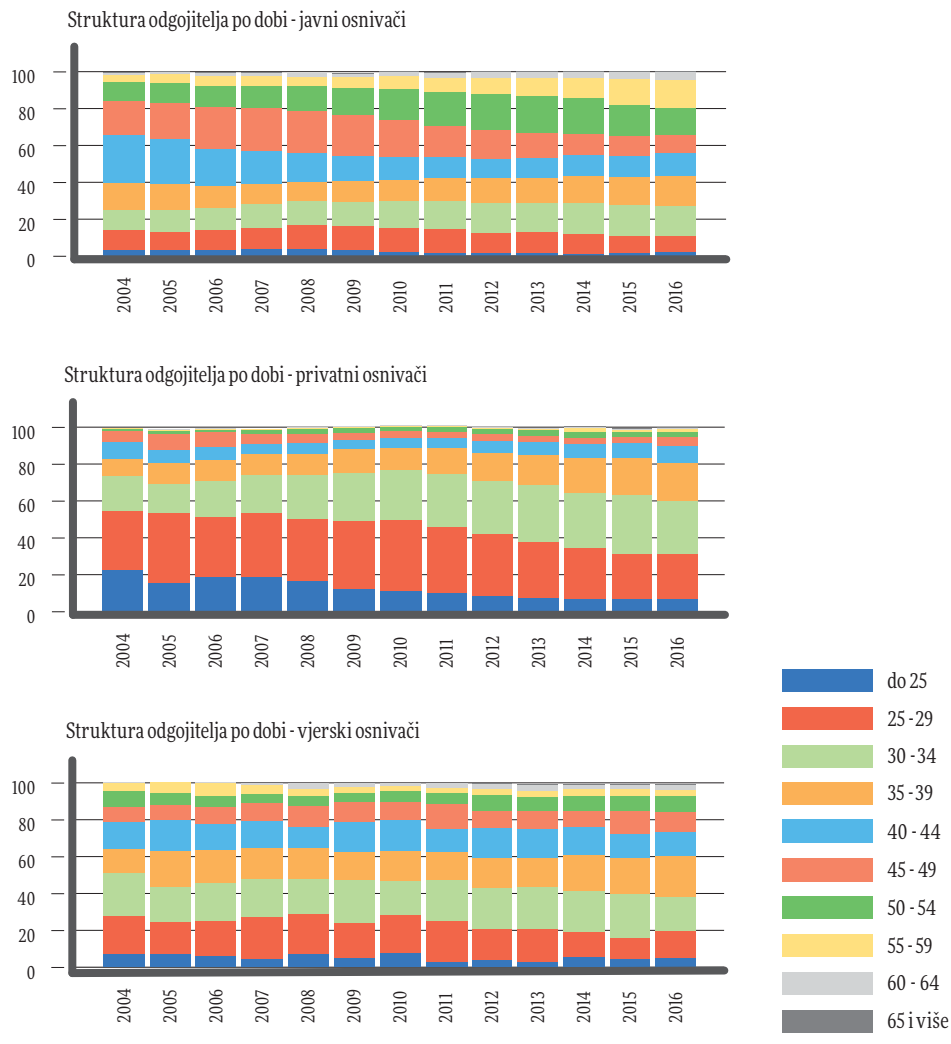 Struktura odgojitelja po dobi - javni osnivači
100
80
60
40
20
0
2004 2005 2006 2007 2008 2009 2010 2011 2012 2013 2014 2015 2016
Struktura odgojitelja po dobi - privatni osnivači
100
80
60
40
20
0
2004 2005 2006 2007 2008 2009 2010 2011 2012 2013 2014 2015 2016
Struktura odgojitelja po dobi - vjerski osnivači
100
80
60
40
20
0
2004 2005 2006 2007 2008 2009 2010 2011 2012 2013 2014 2015 2016
do 25
25 - 29
30 - 34
35 - 39
40 - 44
45 - 49
50 - 54
55 - 59
60 - 64
65 i više